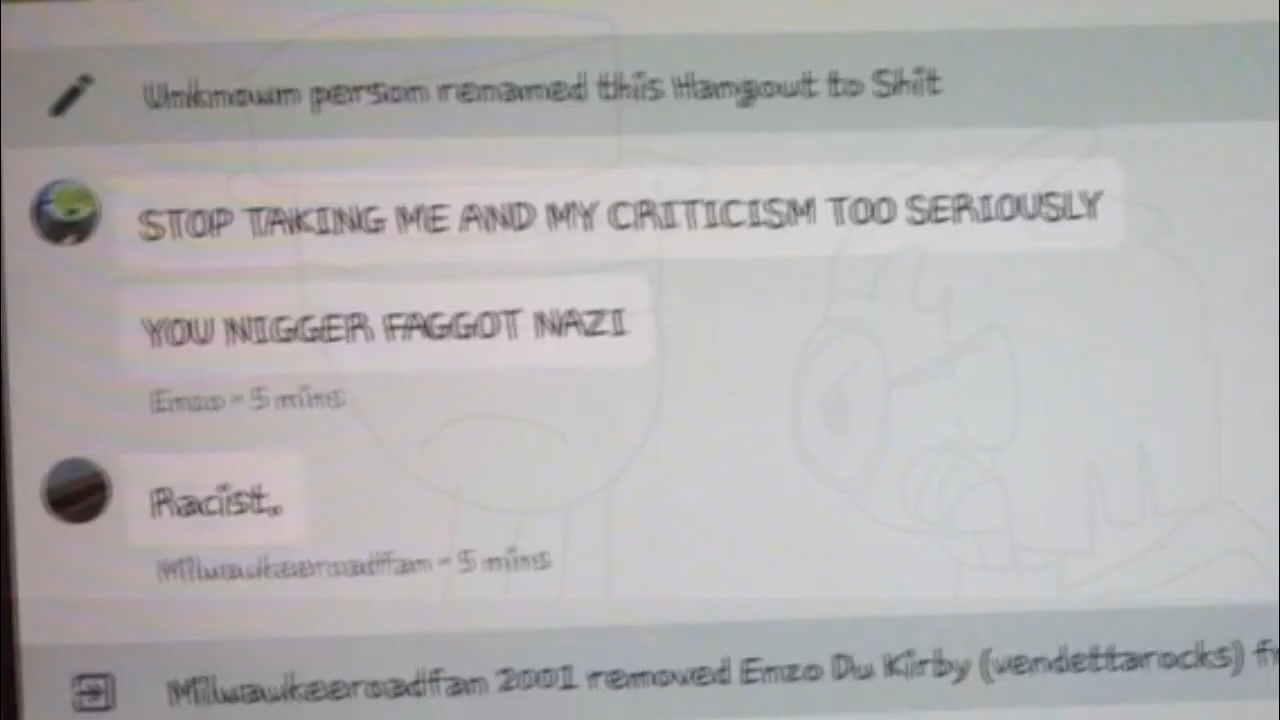 Unknown person renamed this Hangout to Shit
STOP TAKING ME AND MY CRITICISM TOO SERIOUSLY
YOU NIGGER FAGGOT NAZI
Enzo - 5 mins
Racist.
Milwaukeeroadfan - 5 mins
Milwaukeeroadfan 2001 removed Enzo Du Kirby (vendettarocks) fr